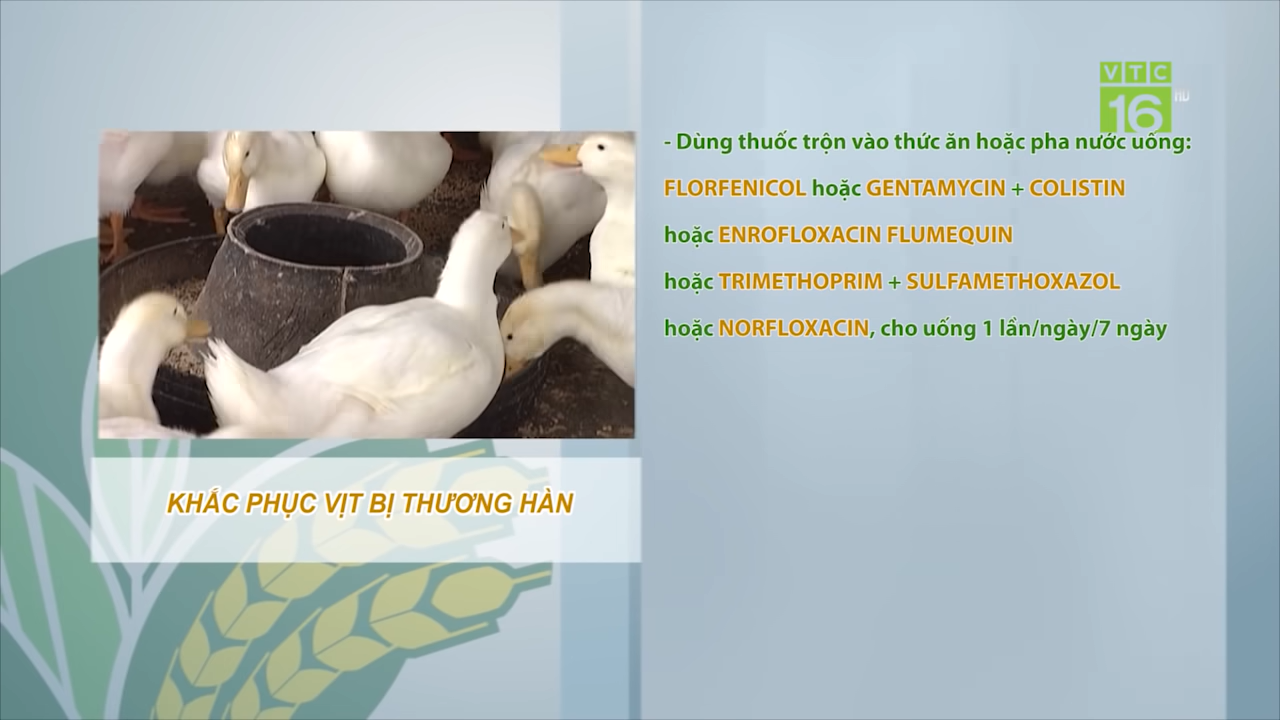 VTC
16 HD
- Dùng thuốc trộn vào thức ăn hoặc pha nước uống:
FLORFENICOL hoặc GENTAMYCIN + COLISTIN
hoặc ENROFLOXACIN FLUMEQUIN
hoặc TRIMETHOPRIM + SULFAMETHOXAZOL
hoặc NORFLOXACIN, cho uống 1 lần/ngày/7 ngày
KHẮC PHỤC VỊT BỊ THƯƠNG HÀN